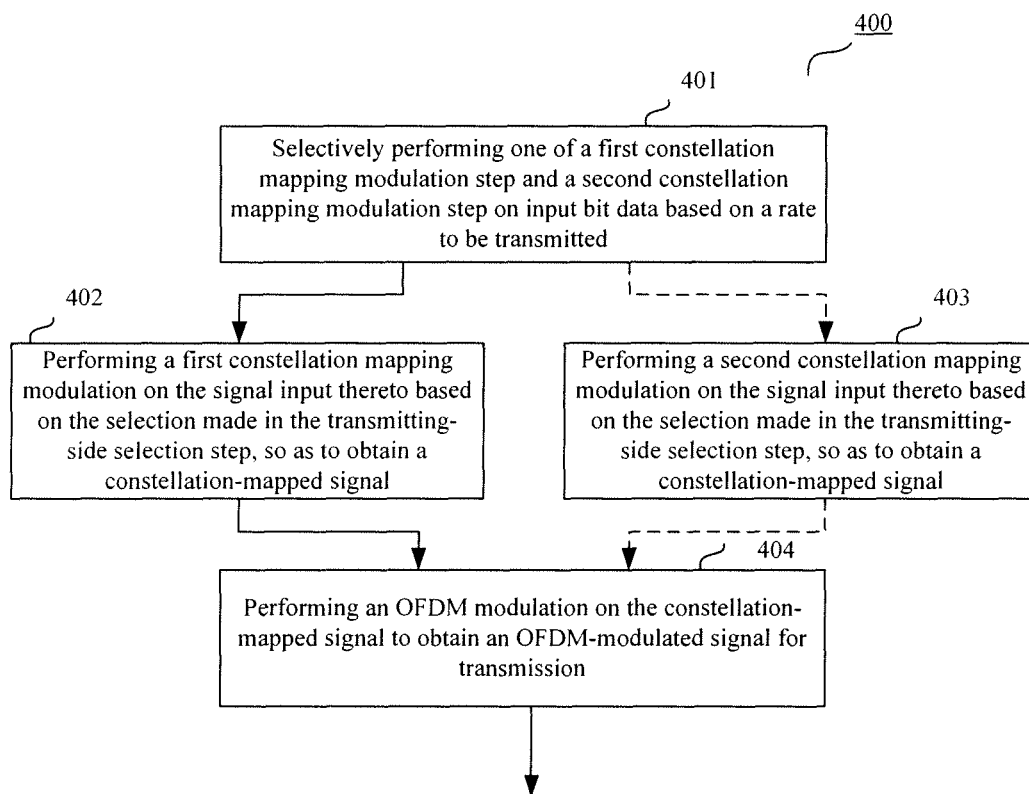 400
401
Selectively performing one of a first constellation
mapping modulation step and a second constellation
mapping modulation step on input bit data based on a rate
to be transmitted
402
Performing a first constellation mapping
modulation on the signal input thereto based
on the selection made in the transmitting-
side selection step, so as to obtain a
constellation-mapped signal
403
Performing a second constellation mapping
modulation on the signal input thereto based
on the selection made in the transmitting-
side selection step, so as to obtain a
constellation-mapped signal
404
Performing an OFDM modulation on the constellation-
mapped signal to obtain an OFDM-modulated signal for
transmission